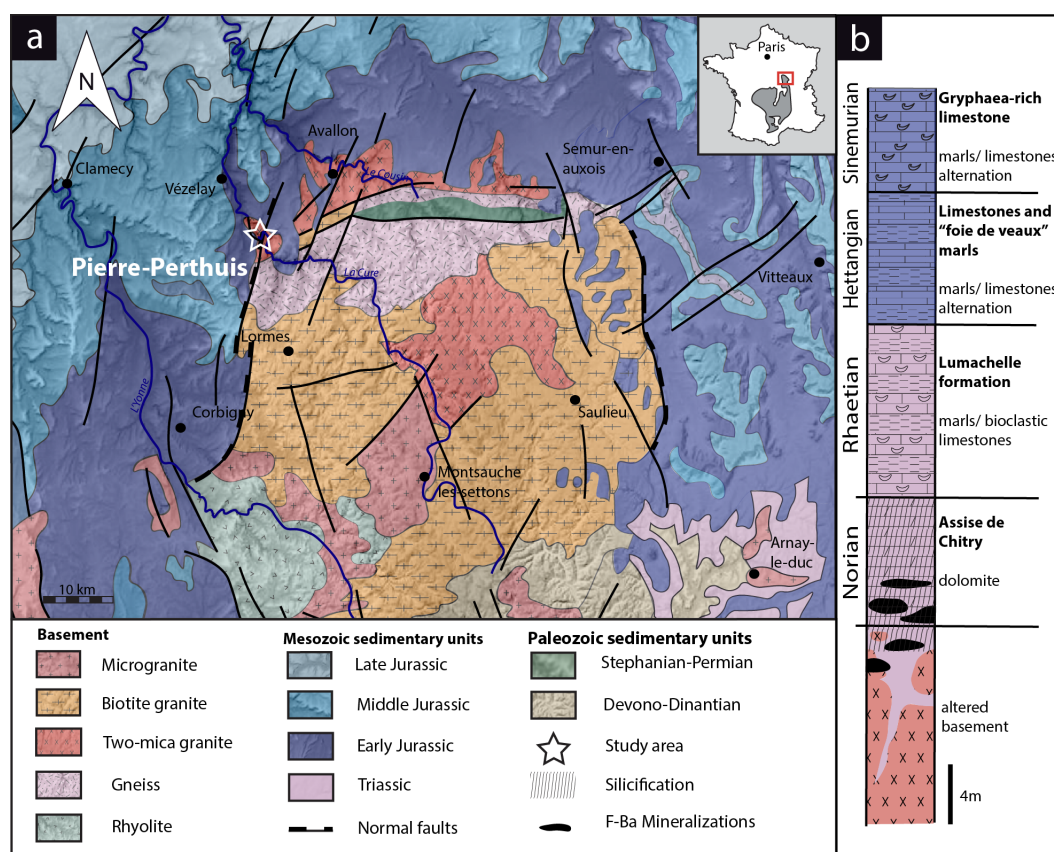 a
N
Paris
Clamecy
Vézelay
Avallon
Le Cousin
Semur-en-
auxois
Pierre-Perthuis
La Cure
Vitteaux
Lormes
L'Yonne
Corbigny
Saulieu
Montsauche
les-settons
Arnay-
le-duc
10 km
Basement
Microgranite
Biotite granite
Two-mica granite
Gneiss
Rhyolite
Mesozoic sedimentary units
Late Jurassic
Middle Jurassic
Early Jurassic
Triassic
Normal faults
Paleozoic sedimentary units
Stephanian-Permian
Devono-Dinantian
Study area
Silicification
F-Ba Mineralizations
b
Sinemurian
Gryphaea-rich
limestone
marls/ limestones
alternation
Hettangian
Limestones and
"foie de veaux"
marls
marls/ limestones
alternation
Rhaetian
Lumachelle
formation
marls/ bioclastic
limestones
Norian
Assise de
Chitry
dolomite
altered
basement
4m